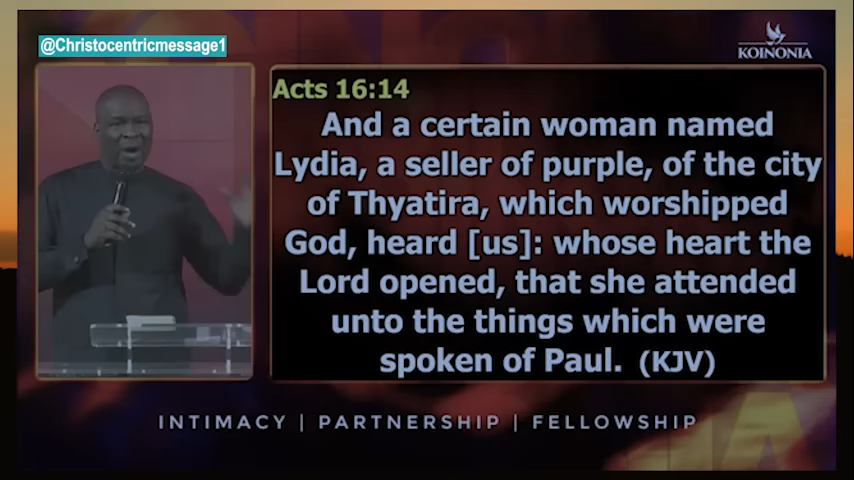 @Christocentricmessage1
KOINONIA
Acts 16:14
And a certain woman named
Lydia, a seller of purple, of the city
of Thyatira, which worshipped
God, heard [us]: whose heart the
Lord opened, that she attended
unto the things which were
spoken of Paul. (KJV)
INTIMACY | PARTNERSHIP | FELLOWSHIP